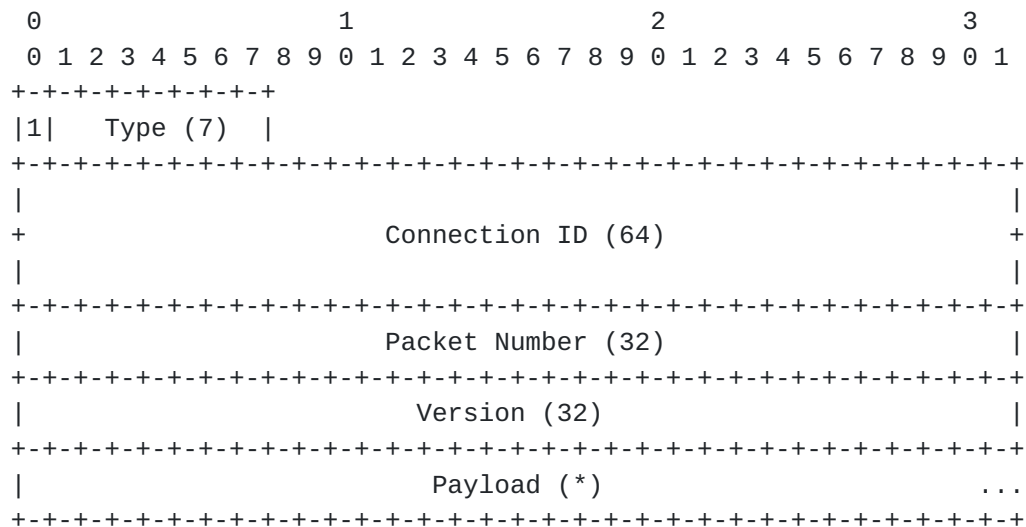 0                   1                   2                   3
 0 1 2 3 4 5 6 7 8 9 0 1 2 3 4 5 6 7 8 9 0 1 2 3 4 5 6 7 8 9 0 1
+-+-+-+-+-+-+-+-+
|1|   Type (7)  |
+-+-+-+-+-+-+-+-+-+-+-+-+-+-+-+-+-+-+-+-+-+-+-+-+-+-+-+-+-+-+-+-+
|                                                               |
+                       Connection ID (64)                      +
|                                                               |
+-+-+-+-+-+-+-+-+-+-+-+-+-+-+-+-+-+-+-+-+-+-+-+-+-+-+-+-+-+-+-+-+
|                       Packet Number (32)                      |
+-+-+-+-+-+-+-+-+-+-+-+-+-+-+-+-+-+-+-+-+-+-+-+-+-+-+-+-+-+-+-+-+
|                         Version (32)                          |
+-+-+-+-+-+-+-+-+-+-+-+-+-+-+-+-+-+-+-+-+-+-+-+-+-+-+-+-+-+-+-+-+
|                          Payload (*)                        ...
+-+-+-+-+-+-+-+-+-+-+-+-+-+-+-+-+-+-+-+-+-+-+-+-+-+-+-+-+-+-+-+-+